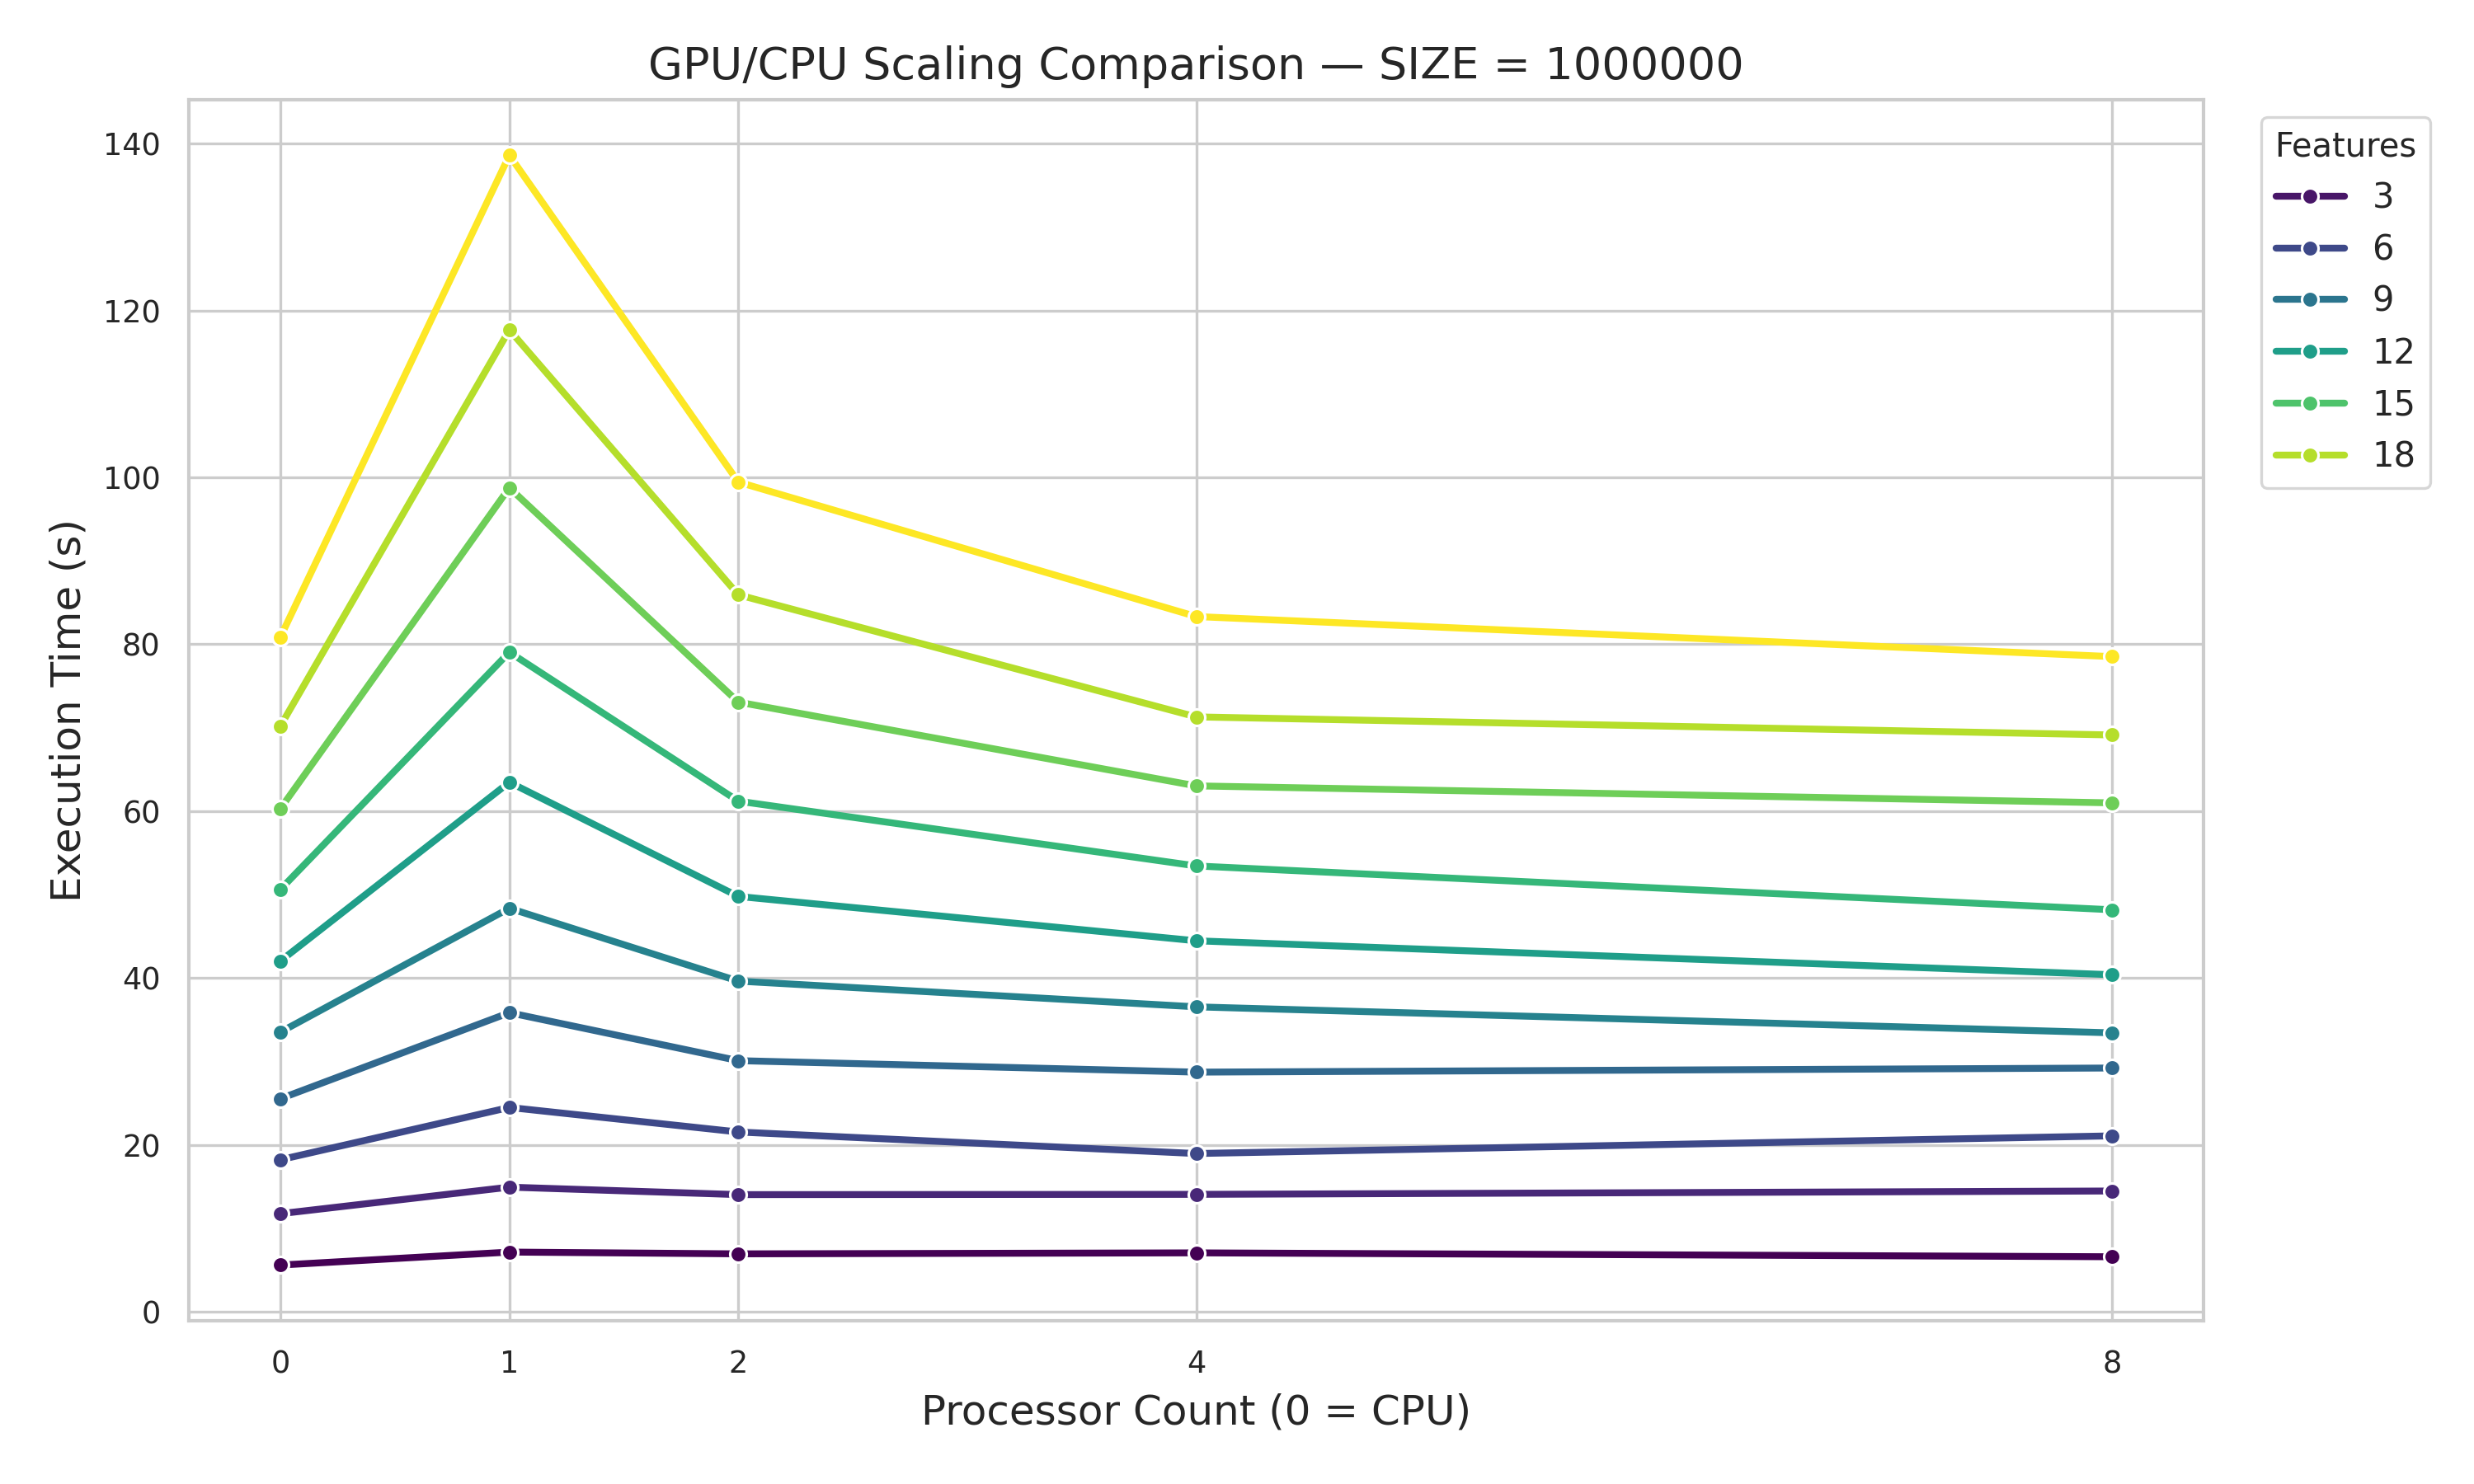 GPU/CPU Scaling Comparison — SIZE = 1000000
140
120
100
80
60
40
20
0
Execution Time (s)
0 1 2 4 8
Processor Count (0 = CPU)
Features
3
6
9
12
15
18